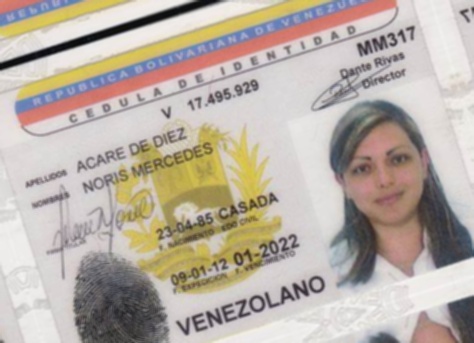 REPÚBLICA BOLIVARIANA DE VENEZUELA
CEDULA DE IDENTIDAD
MM317
V 17.495.929
Dante Rivas
Director
APELLIDOS ACARE DE DIEZ
NOMBRES NORIS MERCEDES
23-04-85 CASADA
F. NACIMIENTO EDO CIVIL
09-01-12 01-2022
F. EXPEDICION F. VENCIMIENTO
VENEZOLANO